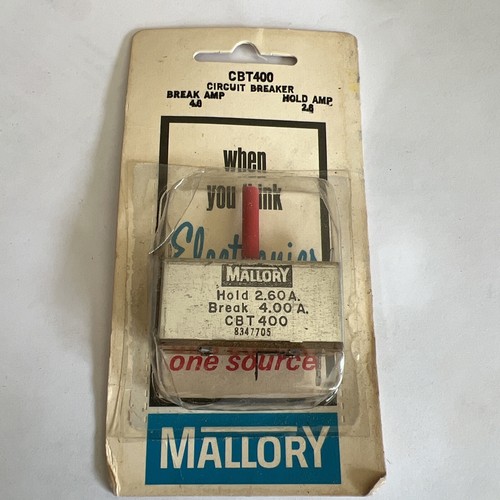 CBT400
CIRCUIT BREAKER
BREAK AMP HOLD AMP
4.0 2.6
when
you think
Electronics
MALLORY
Hold 2.60A.
Break 4.00A.
CBT400
8347705
one source
MALLORY